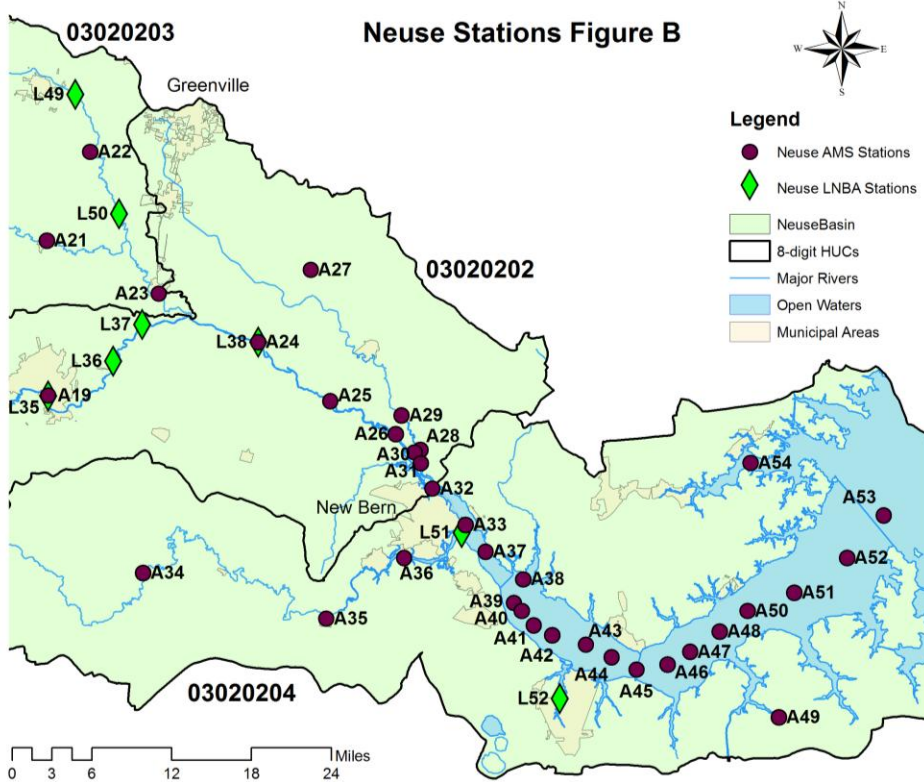 Neuse Stations Figure B
N
W
E
S
03020203
Greenville
L49
A22
L50
A21
A27
03020202
A23
L37
L38
A24
L36
A19
L35
A25
A29
A26
A28
A30
A31
A32
New Bern
A33
L51
A37
A36
A34
A38
A35
A39
A40
A41
A42
A43
A44
A45
A46
A47
A48
A50
A51
A52
A53
A54
A49
L52
03020204
Legend
Neuse AMS Stations
Neuse LNBA Stations
NeuseBasin
8-digit HUCs
Major Rivers
Open Waters
Municipal Areas
Miles
0 3 6 12 18 24